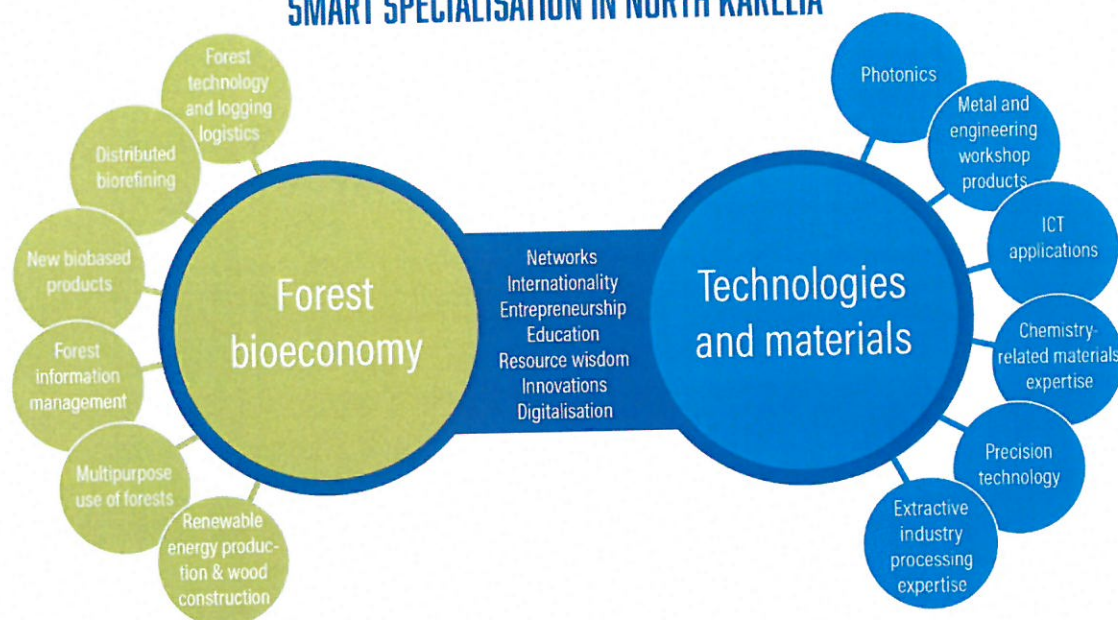 SMART SPECIALISATION IN NORTH KARELIA
Forest
technology
and logging
logistics
Distributed
biorefining
New biobased
products
Forest
information
management
Multipurpose
use of forests
Renewable
energy produc-
tion & wood
construction
Forest
bioeconomy
Networks
Internationality
Entrepreneurship
Education
Resource wisdom
Innovations
Digitalisation
Technologies
and materials
Photonics
Metal and
engineering
workshop
products
ICT
applications
Chemistry-
related materials
expertise
Precision
technology
Extractive
industry
processing
expertise